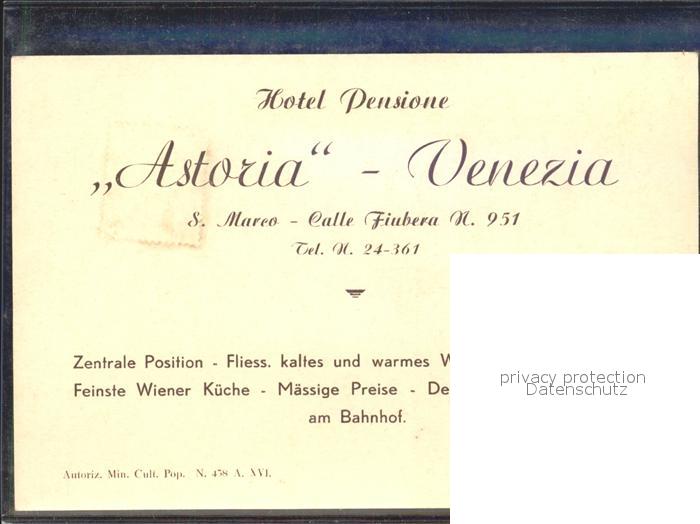 Hotel Pensione
„Astoria“ - Venezia
S. Marco - Calle Fiubera N. 951
Tel. N. 24-361
Zentrale Position - Fliess. kaltes und warmes W
Feinste Wiener Küche - Mässige Preise - De
am Bahnhof.
privacy protection
Datenschutz
Autoriz. Min. Cult. Pop. N. 458 A. XVI.